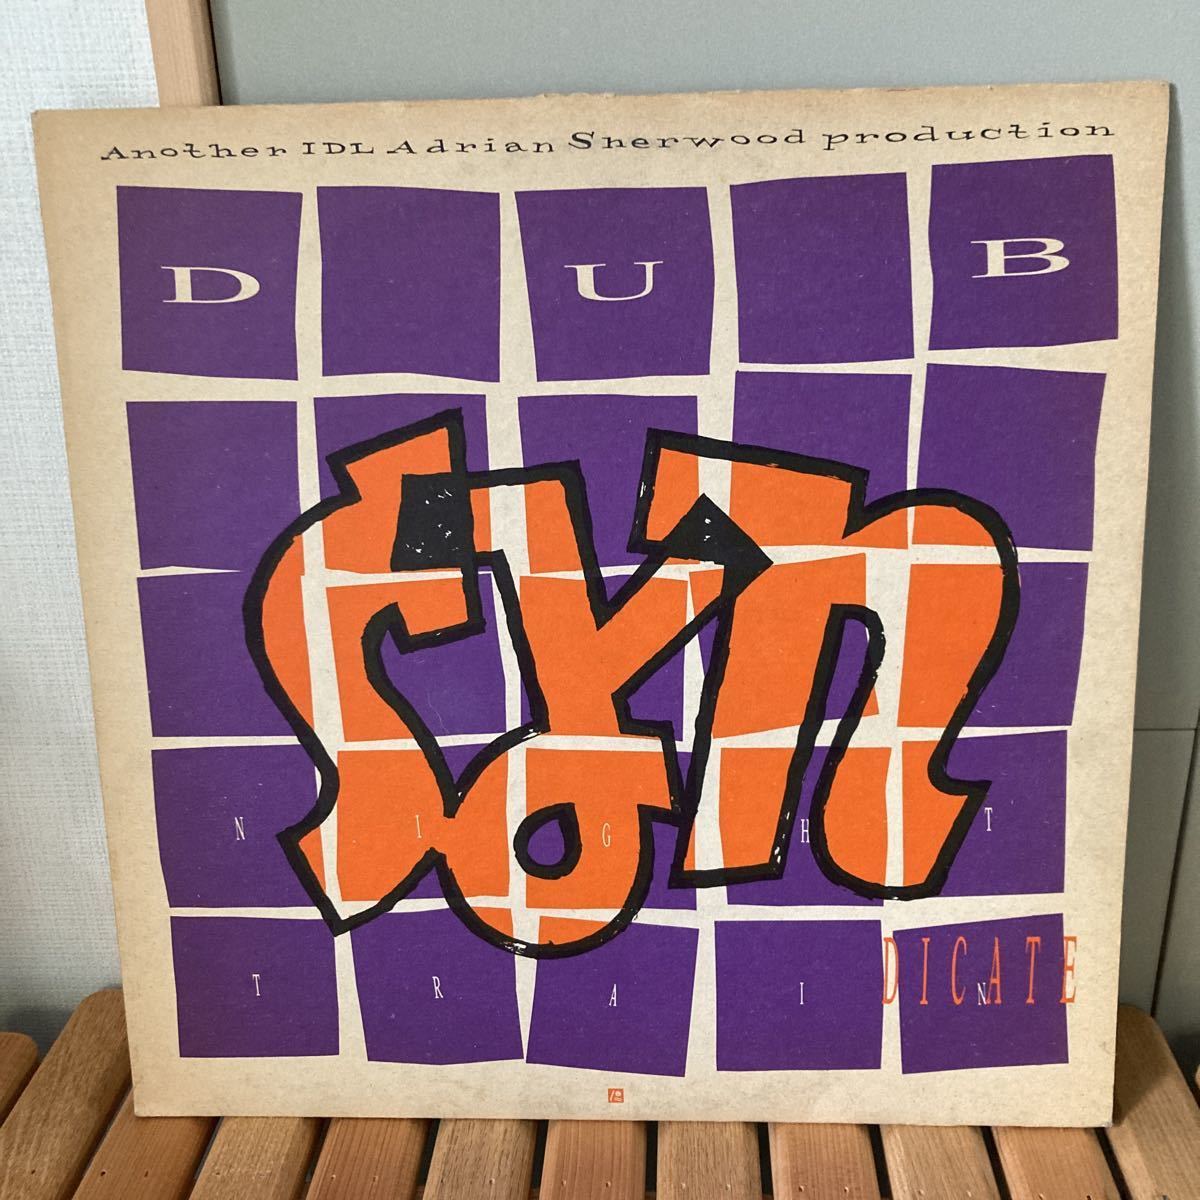 Another IDL Adrian Sherwood production
D U B
syn
N I G H T
DICATE
T R A I N